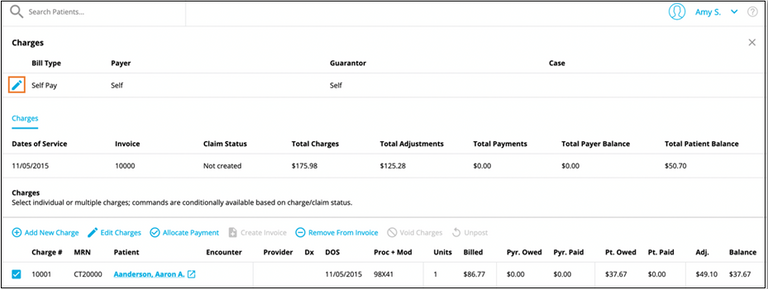 Search Patients... Amy S.
Charges
Bill Type Payer Guarantor Case
Self Pay Self Self
Charges
Dates of Service Invoice Claim Status Total Charges Total Adjustments Total Payments Total Payer Balance Total Patient Balance
11/05/2015 10000 Not created $175.98 $125.28 $0.00 $0.00 $50.70
Charges
Select individual or multiple charges; commands are conditionally available based on charge/claim status.
Add New Charge Edit Charges Allocate Payment Create Invoice Remove From Invoice Void Charges Unpost
Charge # MRN Patient Encounter Provider Dx DOS Proc + Mod Units Billed Pyr. Owed Pyr. Paid Pt. Owed Pt. Paid Adj. Balance
10001 CT20000 Aanderson, Aaron A. 11/05/2015 98X41 1 $86.77 $0.00 $0.00 $37.67 $0.00 $49.10 $37.67